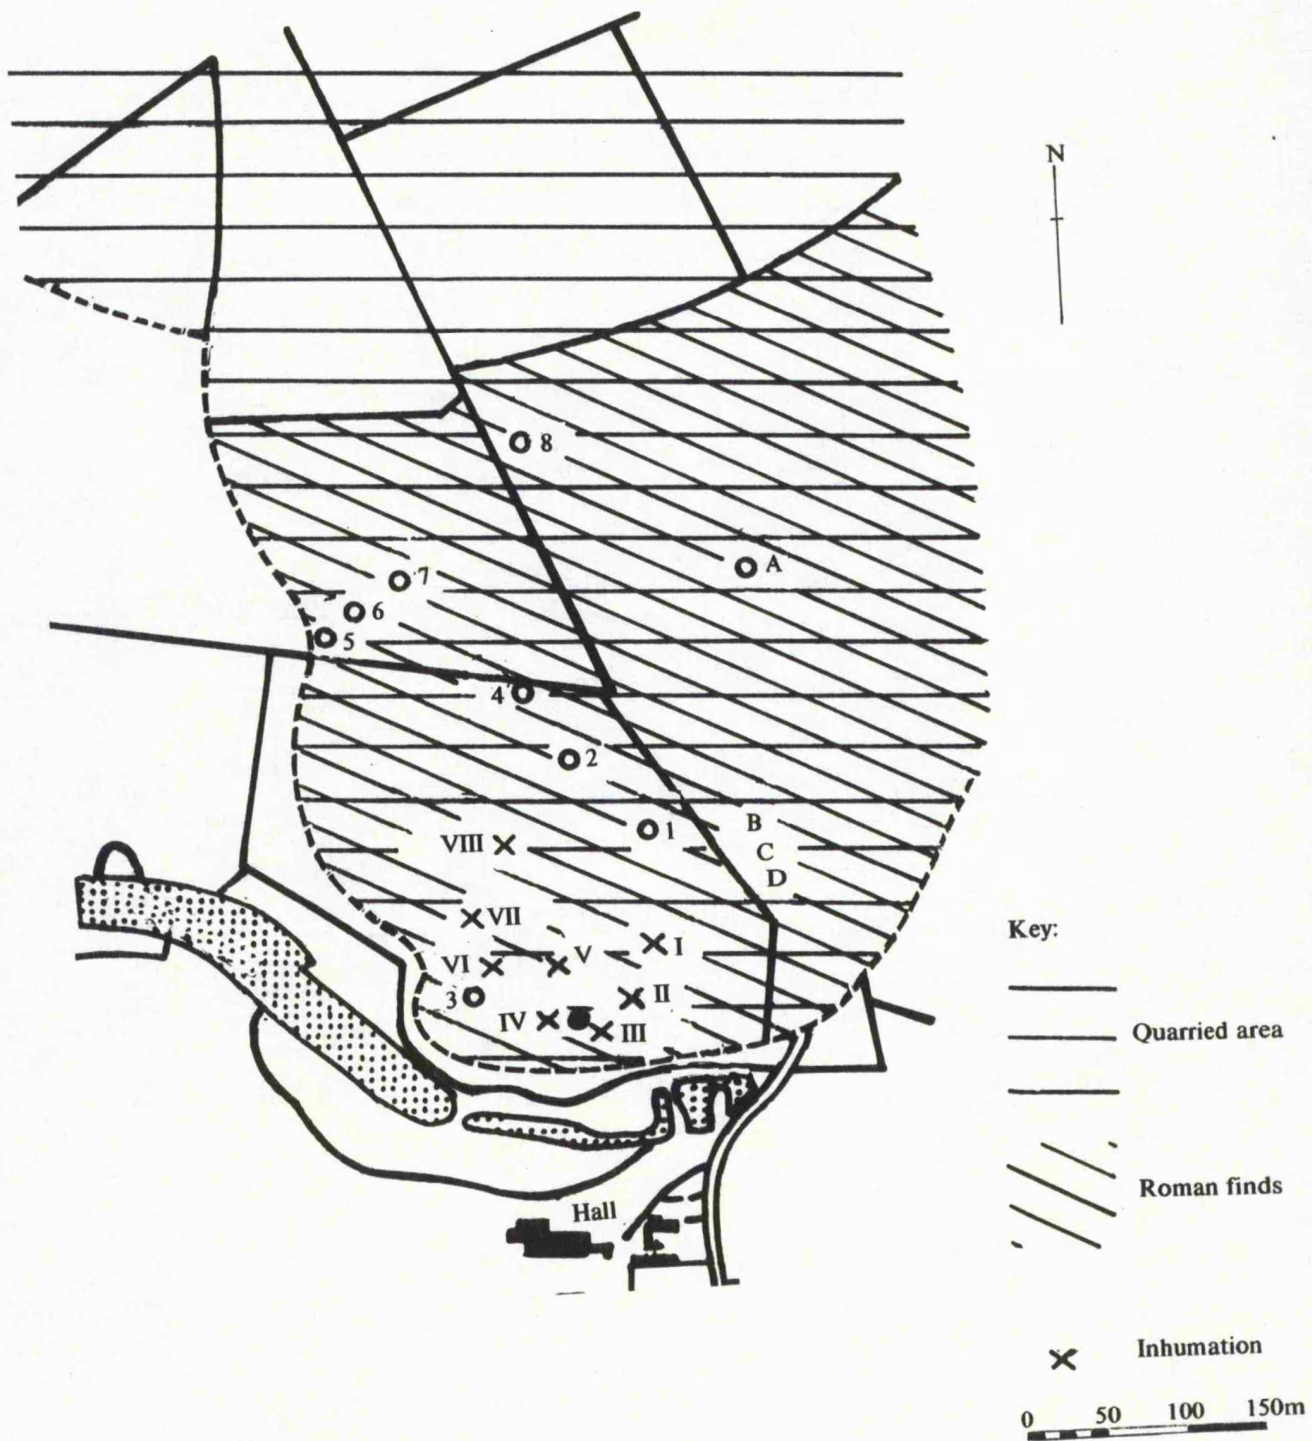 N
8
A
7
6
5
4
2
1
B
VIII
C
D
VII
I
V
VI
3
II
IV
III
Key:
Quarried area
Roman finds
Hall
Inhumation
0 50 100 150m